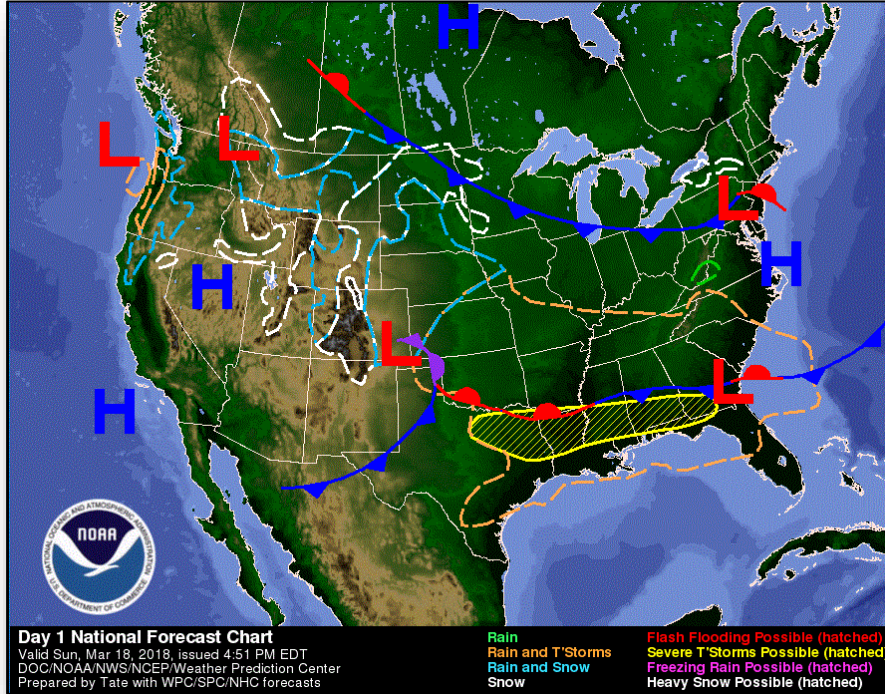 H
L
L
L
H
H
L
H
L
NOAA
NATIONAL OCEANIC AND ATMOSPHERIC ADMINISTRATION
U.S. DEPARTMENT OF COMMERCE
Day 1 National Forecast Chart
Valid Sun, Mar 18, 2018, issued 4:51 PM EDT
DOC/NOAA/NWS/NCEP/Weather Prediction Center
Prepared by Tate with WPC/SPC/NHC forecasts
Rain
Rain and T'Storms
Rain and Snow
Snow
Flash Flooding Possible (hatched)
Severe T'Storms Possible (hatched)
Freezing Rain Possible (hatched)
Heavy Snow Possible (hatched)